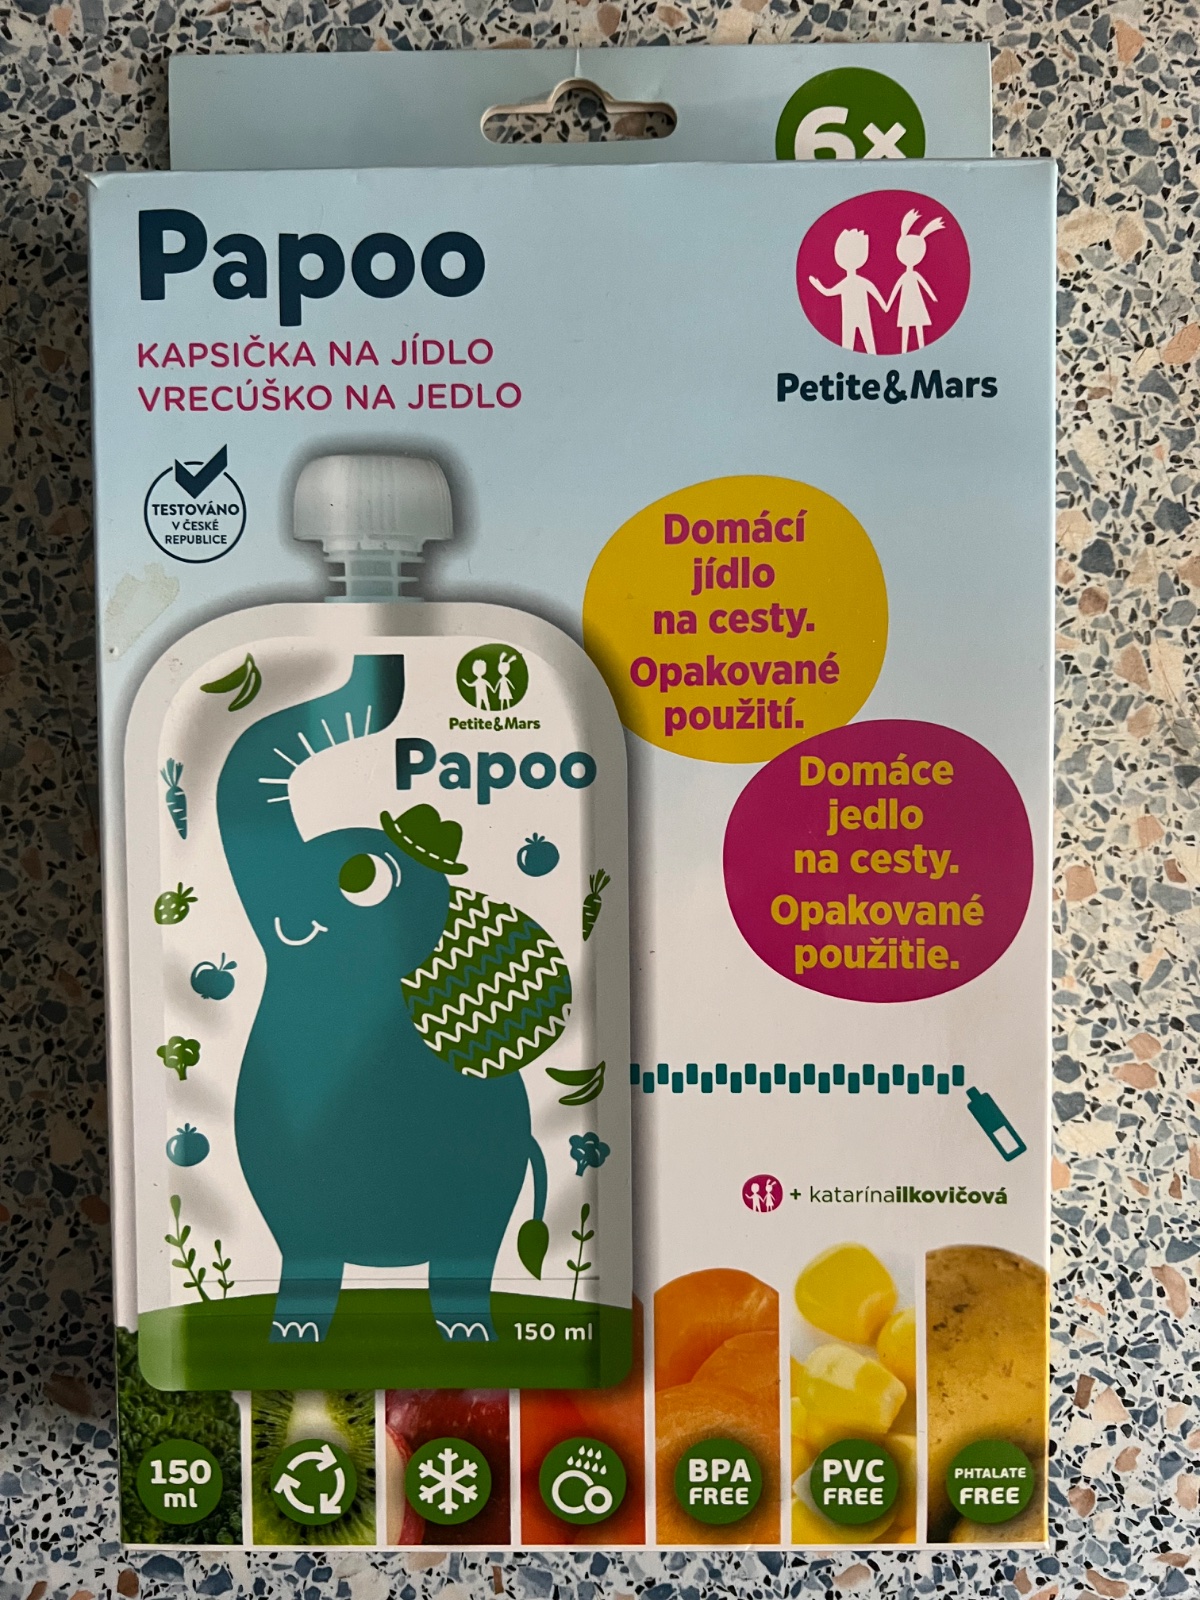 6x
Papoo
KAPSIČKA NA JÍDLO
VRECÚŠKO NA JEDLO
Petite&Mars
TESTOVÁNO
V ČESKÉ
REPUBLICE
Domácí
jídlo
na cesty.
Opakované
použití.
Petite&Mars
Papoo
Domáce
jedlo
na cesty.
Opakované
použitie.
+ katarínailkovičová
150 ml
150
ml
BPA
FREE
PVC
FREE
PHTALATE
FREE